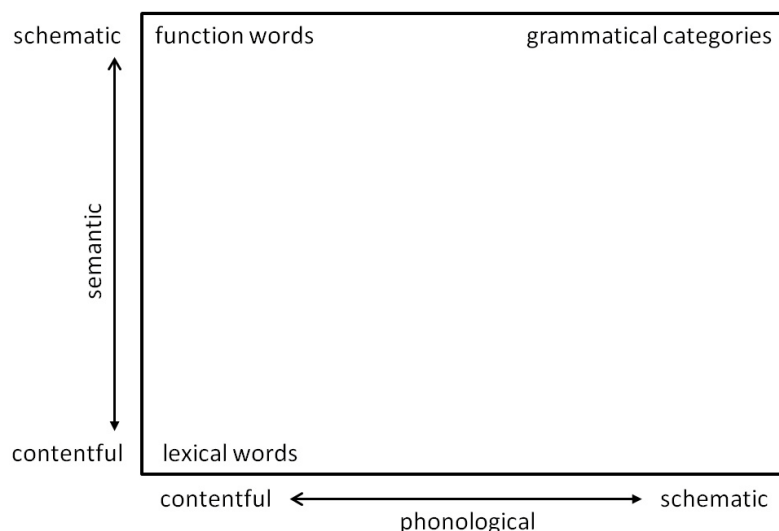 schematic
function words
grammatical categories
semantic
contentful
lexical words
contentful
schematic
phonological